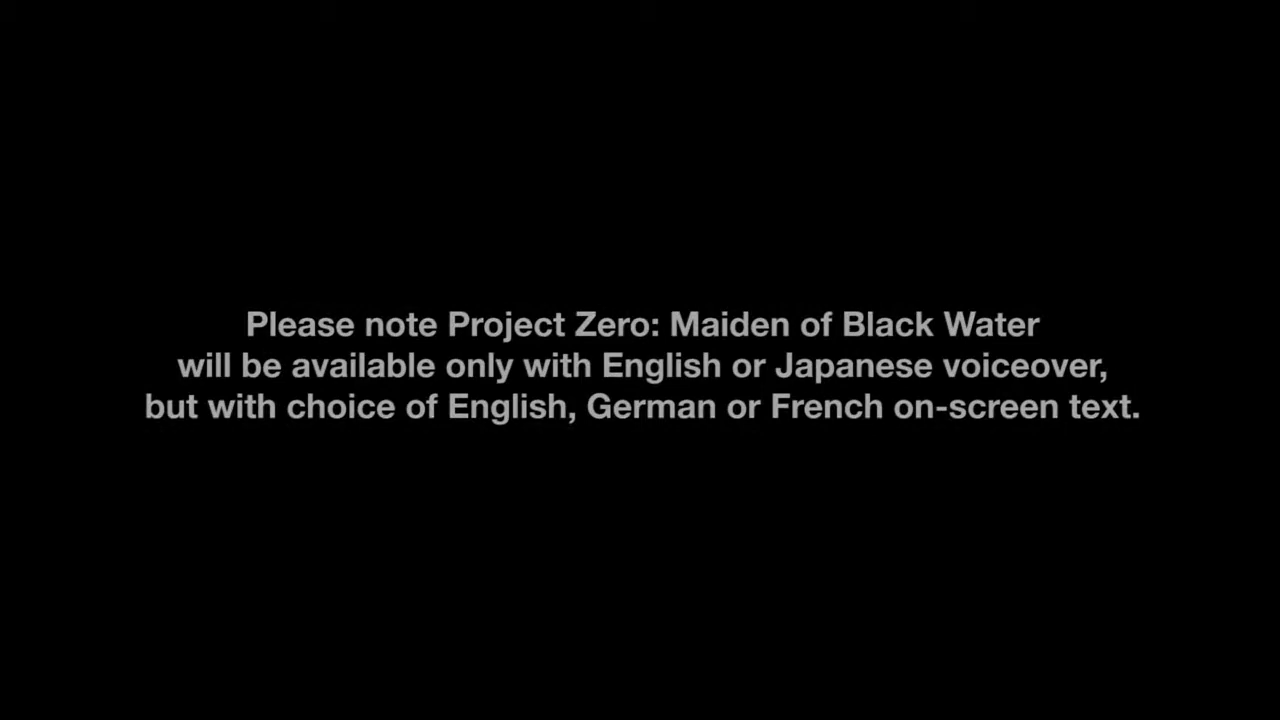 Please note Project Zero: Maiden of Black Water
will be available only with English or Japanese voiceover,
but with choice of English, German or French on-screen text.